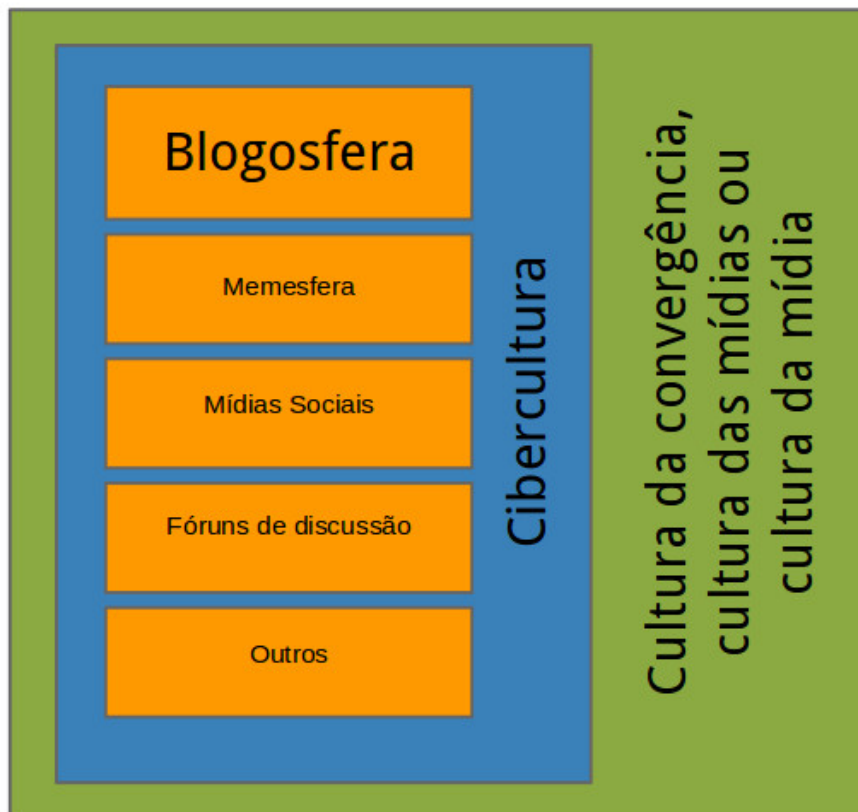 Blogosfera
Memesfera
Mídias Sociais
Fóruns de discussão
Outros
Cibercultura
Cultura da convergência,
cultura das mídias ou
cultura da mídia